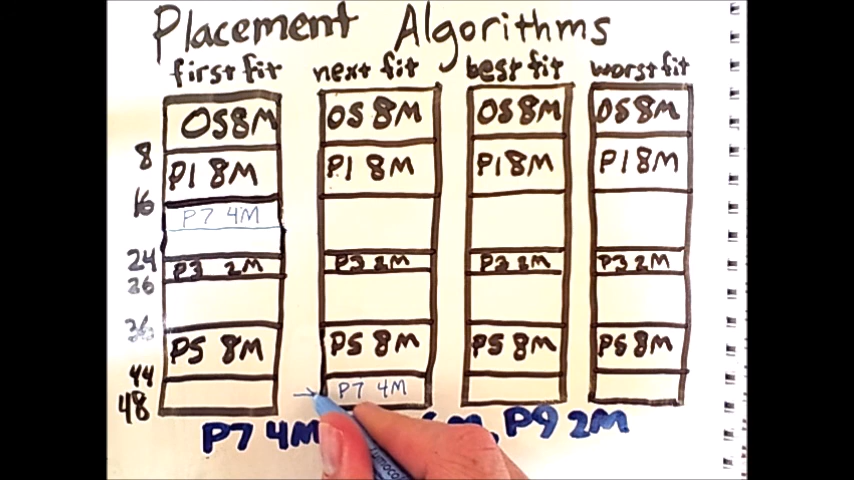 Placement Algorithms
first fit next fit best fit worst fit
OS8M OS 8M OS 8M OS 8M
8
P1 8M P1 8M P1 8M P1 8M
16
P7 4M
24
P3 2M P3 2M P3 2M P3 2M
26
36
P5 8M P5 8M P5 8M P5 8M
44
P7 4M
48
P7 4M P9 2M